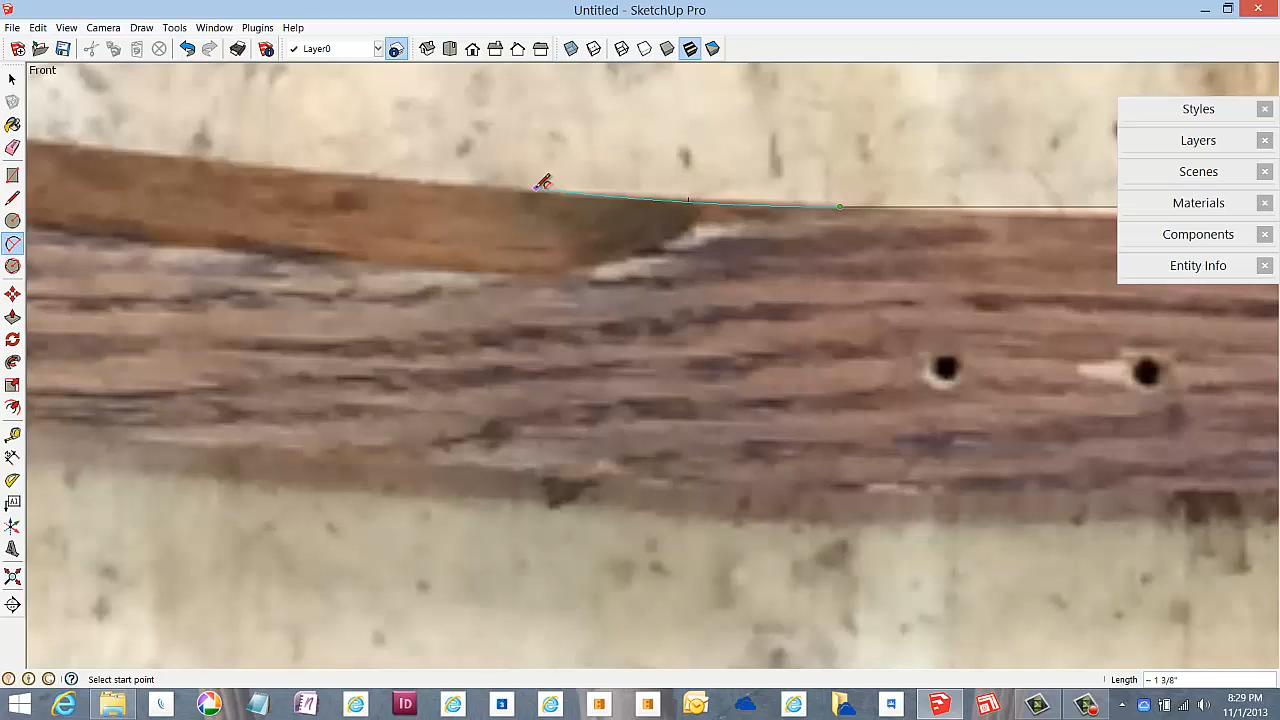 Untitled - SketchUp Pro
File Edit View Camera Draw Tools Window Plugins Help
Layer0
Front
Styles
Layers
Scenes
Materials
Components
Entity Info
Select start point
Length ~ 1 3/8"
8:29 PM
11/1/2013